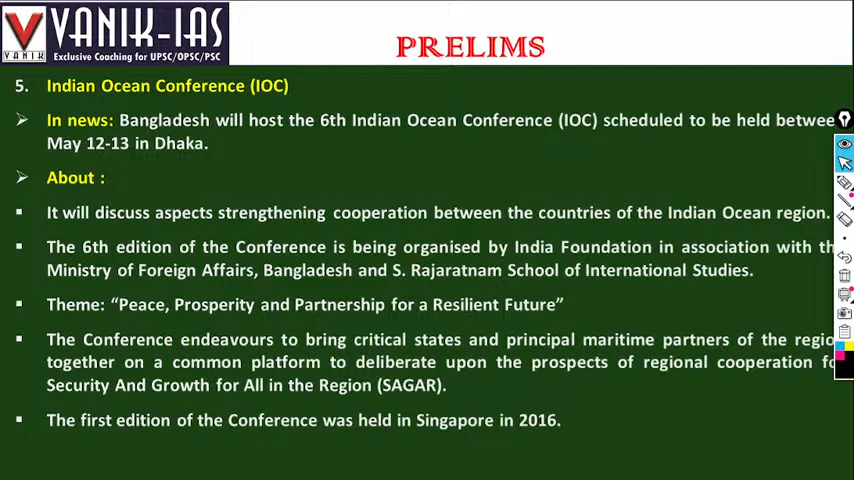 VANIK-IAS
VANIK
Exclusive Coaching for UPSC/OPSC/PSC
PRELIMS
5. Indian Ocean Conference (IOC)
In news: Bangladesh will host the 6th Indian Ocean Conference (IOC) scheduled to be held betwee
May 12-13 in Dhaka.
About :
It will discuss aspects strengthening cooperation between the countries of the Indian Ocean region.
The 6th edition of the Conference is being organised by India Foundation in association with th
Ministry of Foreign Affairs, Bangladesh and S. Rajaratnam School of International Studies.
Theme: “Peace, Prosperity and Partnership for a Resilient Future”
The Conference endeavours to bring critical states and principal maritime partners of the regio
together on a common platform to deliberate upon the prospects of regional cooperation fo
Security And Growth for All in the Region (SAGAR).
The first edition of the Conference was held in Singapore in 2016.